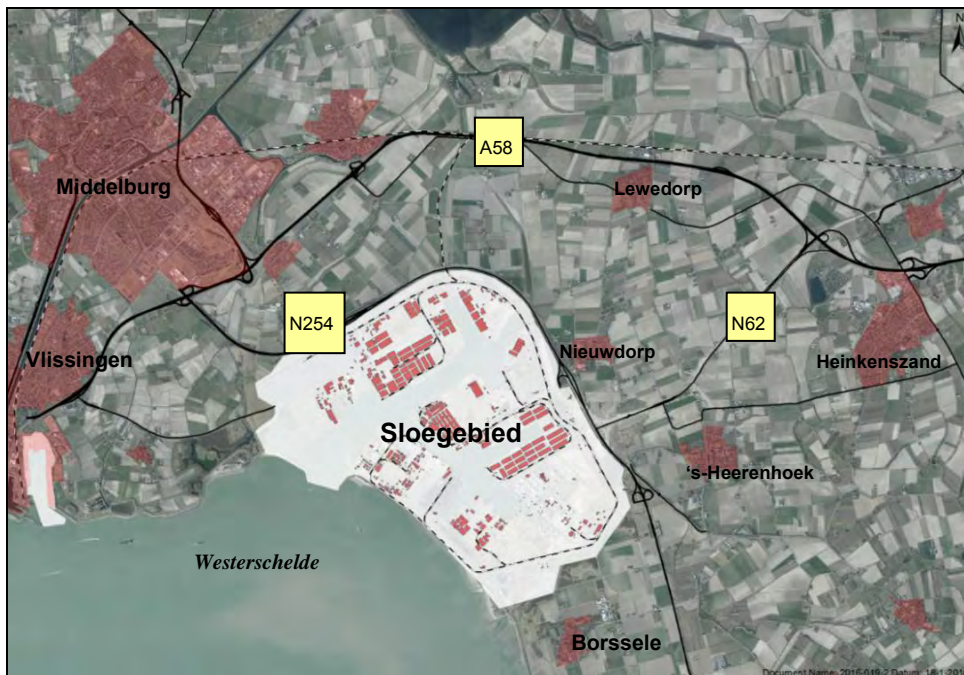 N
A58
Middelburg
Lewedorp
N254
N62
Vlissingen
Nieuwdorp
Heinkenszand
Sloegebied
's-Heerenhoek
Westerschelde
Borssele